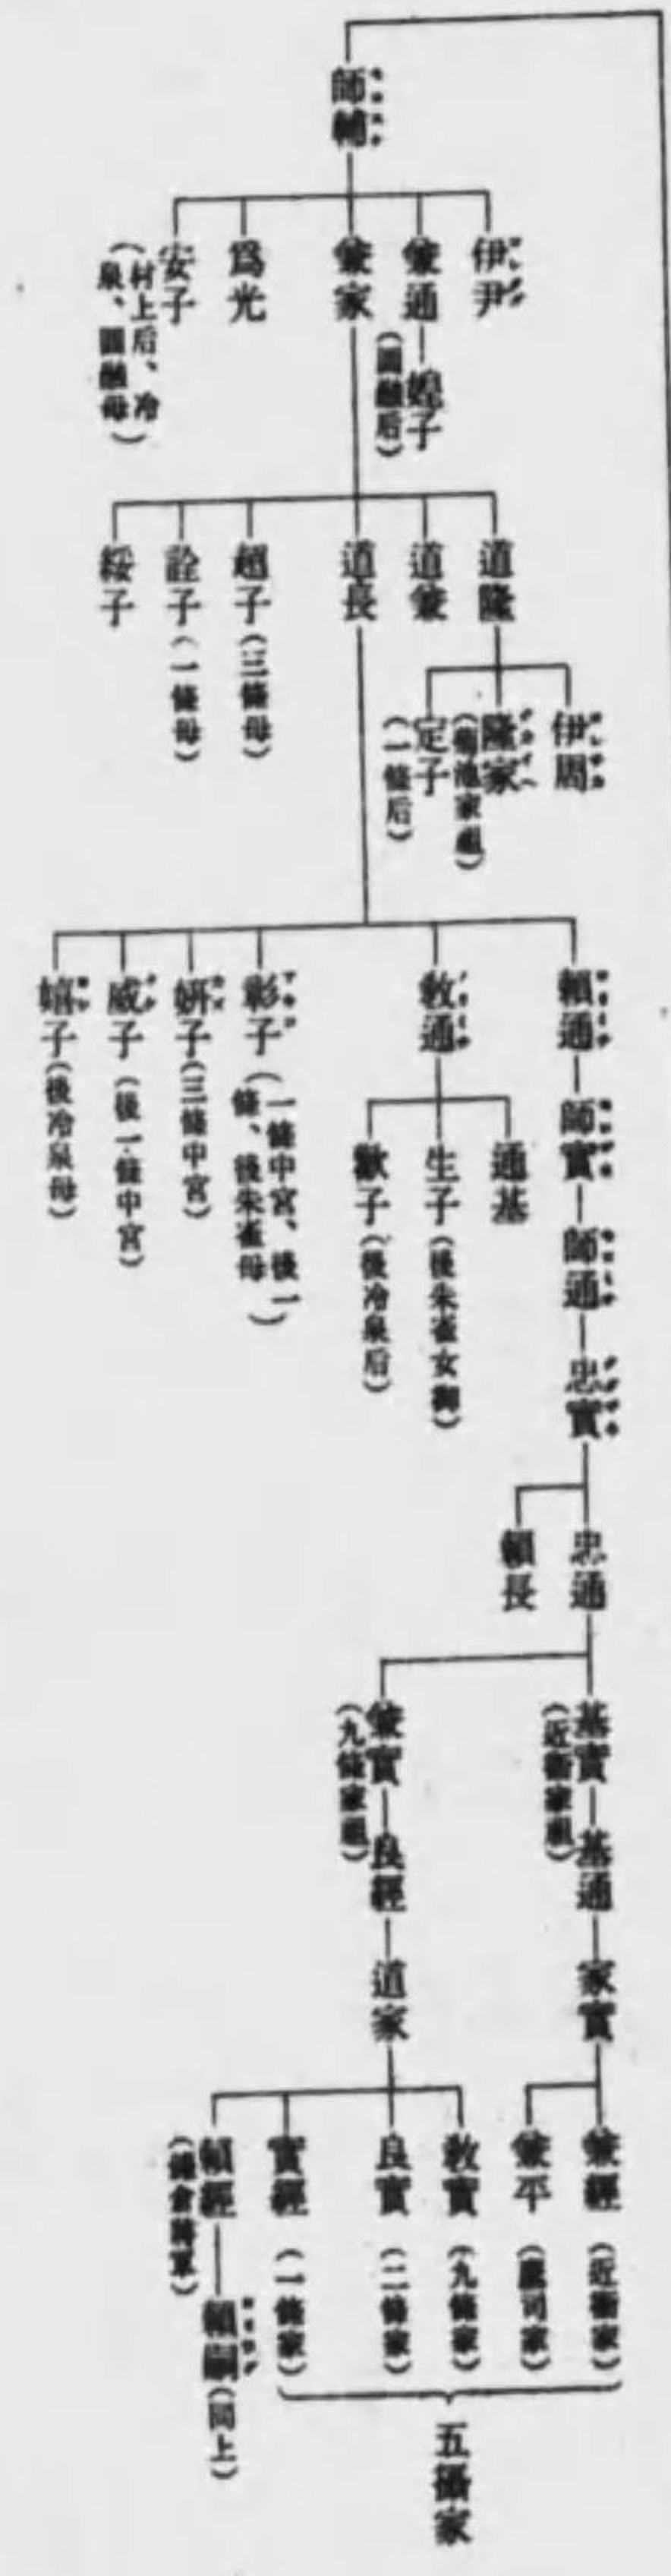 師輔
伊尹
兼通
媓子
(圓融后)
兼家
爲光
安子
(村上后、冷
泉、圓融母)
道隆
道兼
道長
超子(三條母)
詮子(一條母)
綏子
伊周
隆家
(菊池家祖)
定子
(一條后)
賴通
師實
師通
忠實
敎通
通基
生子(後朱雀女御)
歡子(後冷泉后)
彰子(一條中宮、後一
條、後朱雀母)
姸子(三條中宮)
威子(後一條中宮)
嬉子(後冷泉母)
忠通
賴長
基實
(近衞家祖)
基通
家實
兼實
(九條家祖)
良經
道家
兼經(近衞家)
兼平(鷹司家)
敎實(九條家)
良實(二條家)
實經(一條家)
賴經
(鎌倉將軍)
賴嗣(同上)
五攝家